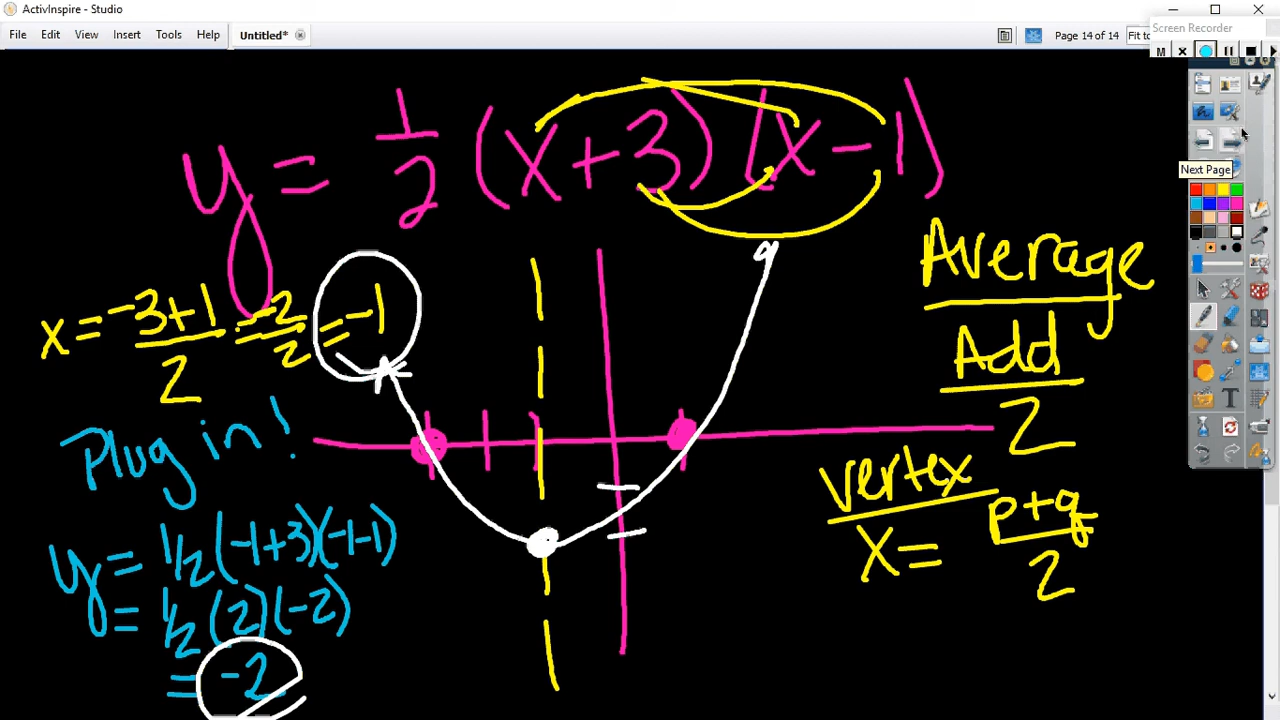 ActivInspire - Studio
Screen Recorder
File Edit View Insert Tools Help Untitled* Page 14 of 14 Fit to
M
Next Page
y = 1/2 (x+3)(x-1)
x = -3+1/2 = -2/2 = -1
Average
Add/2
Plug in!
vertex
x = p+q/2
y = 1/2(-1+3)(-1-1)
= 1/2(2)(-2)
= -2